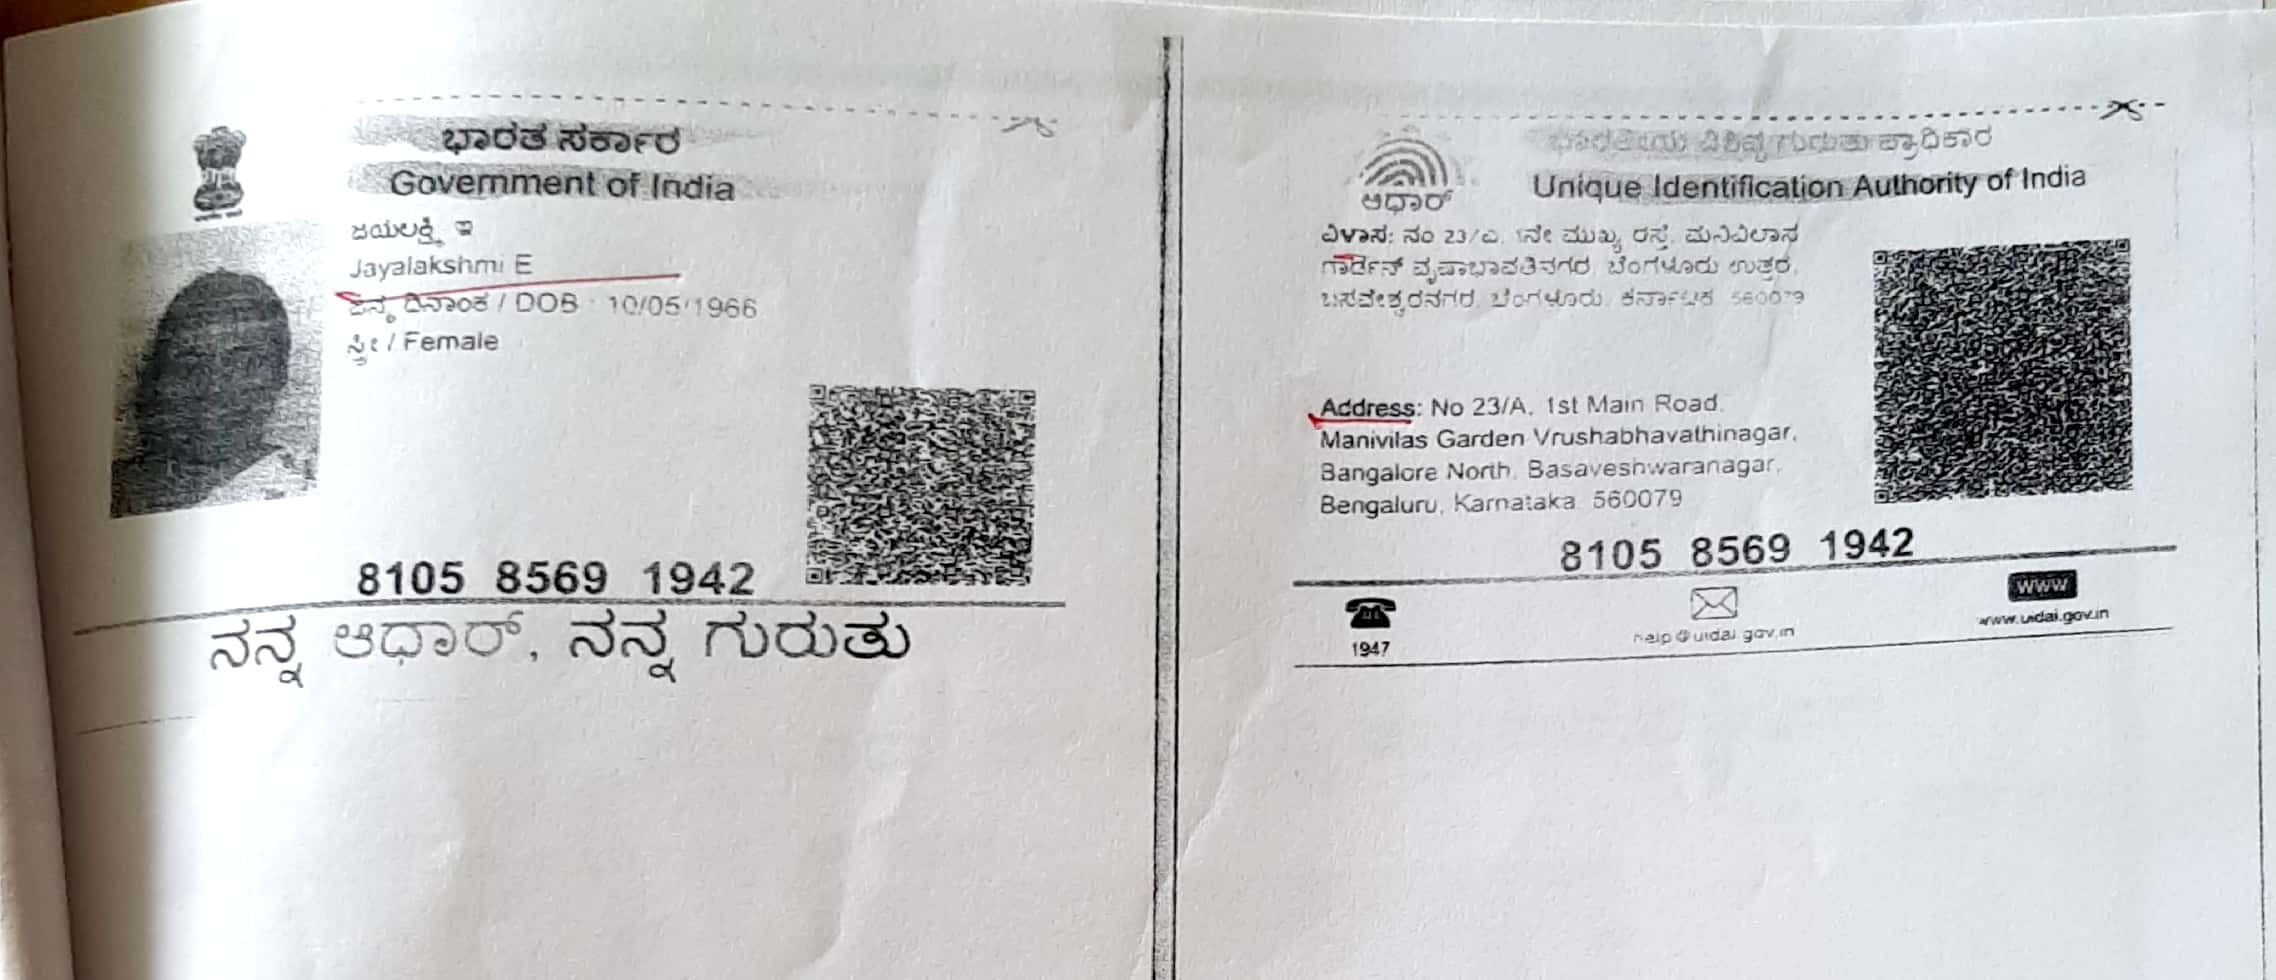 ಭಾರತ ಸರ್ಕಾರ
Government of India
ಜಯಲಕ್ಷ್ಮಿ ಇ
Jayalakshmi E
ಜನ್ಮ ದಿನಾಂಕ / DOB : 10/05/1966
ಸ್ತ್ರೀ / Female
8105 8569 1942
ನನ್ನ ಆಧಾರ್, ನನ್ನ ಗುರುತು
ಭಾರತೀಯ ವಿಶಿಷ್ಟ ಗುರುತು ಪ್ರಾಧಿಕಾರ
Unique Identification Authority of India
ಆಧಾರ್
ವಿಳಾಸ: ನಂ 23/ಎ, 1ನೇ ಮುಖ್ಯ ರಸ್ತೆ, ಮನಿವಿಲಾಸ
ಗಾರ್ಡನ್ ವೃಷಾಭಾವತಿನಗರ, ಬೆಂಗಳೂರು ಉತ್ತರ,
ಬಸವೇಶ್ವರನಗರ, ಬೆಂಗಳೂರು, ಕರ್ನಾಟಕ, 560079
Address: No 23/A, 1st Main Road,
Manivilas Garden Vrushabhavathinagar,
Bangalore North, Basaveshwaranagar,
Bengaluru, Karnataka, 560079
8105 8569 1942
1947
help@uidai.gov.in
www
www.uidai.gov.in